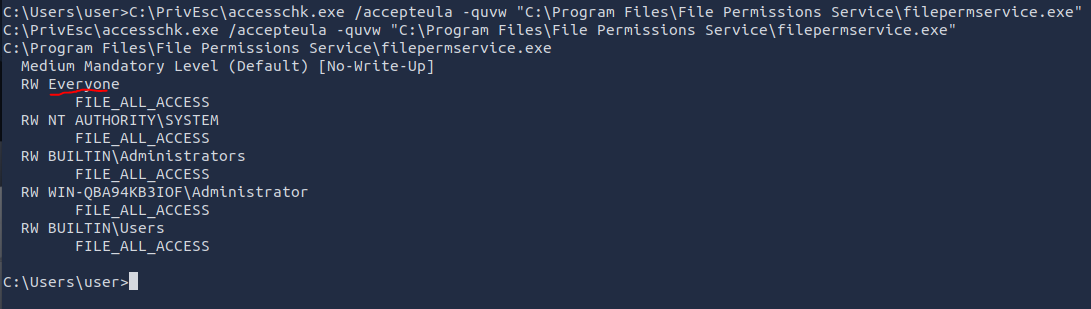 C:\Users\user>C:\PrivEsc\accesschk.exe /accepteula -quvw "C:\Program Files\File Permissions Service\filepermservice.exe"
C:\PrivEsc\accesschk.exe /accepteula -quvw "C:\Program Files\File Permissions Service\filepermservice.exe"
C:\Program Files\File Permissions Service\filepermservice.exe
  Medium Mandatory Level (Default) [No-Write-Up]
  RW Everyone
        FILE_ALL_ACCESS
  RW NT AUTHORITY\SYSTEM
        FILE_ALL_ACCESS
  RW BUILTIN\Administrators
        FILE_ALL_ACCESS
  RW WIN-QBA94KB3IOF\Administrator
        FILE_ALL_ACCESS
  RW BUILTIN\Users
        FILE_ALL_ACCESS
C:\Users\user>